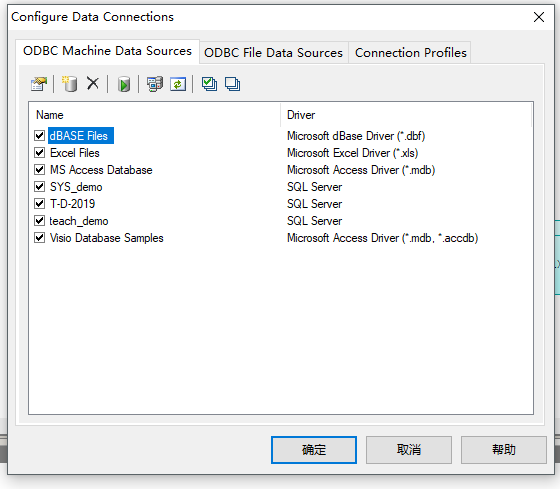 Configure Data Connections
ODBC Machine Data Sources ODBC File Data Sources Connection Profiles
Name Driver
dBASE Files Microsoft dBase Driver (*.dbf)
Excel Files Microsoft Excel Driver (*.xls)
MS Access Database Microsoft Access Driver (*.mdb)
SYS_demo SQL Server
T-D-2019 SQL Server
teach_demo SQL Server
Visio Database Samples Microsoft Access Driver (*.mdb, *.accdb)
确定 取消 帮助